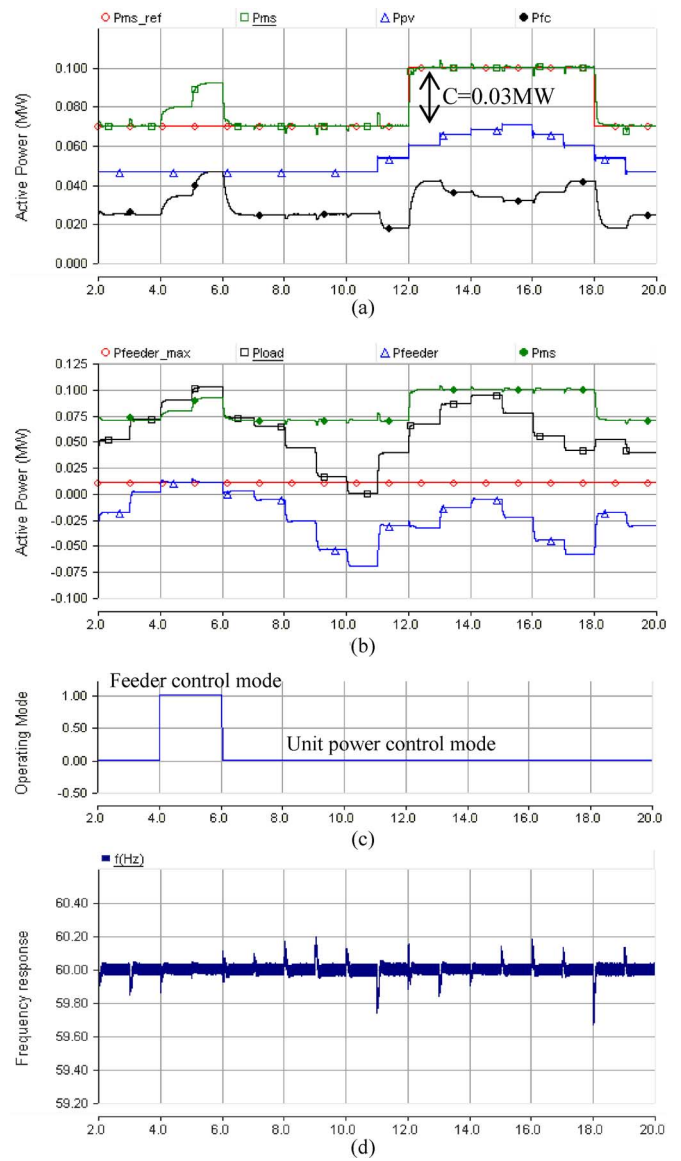 Pms_ref Pms Ppv Pfc
Active Power (MW)
0.100
0.080
0.060
0.040
0.020
0.000
C=0.03MW
2.0 4.0 6.0 8.0 10.0 12.0 14.0 16.0 18.0 20.0
(a)
Pfeeder_max Pload Pfeeder Pms
Active Power (MW)
0.125
0.100
0.075
0.050
0.025
0.000
-0.025
-0.050
-0.075
-0.100
2.0 4.0 6.0 8.0 10.0 12.0 14.0 16.0 18.0 20.0
(b)
Feeder control mode
Operating Mode
1.00
0.50
0.00
-0.50
Unit power control mode
2.0 4.0 6.0 8.0 10.0 12.0 14.0 16.0 18.0 20.0
(c)
f(Hz)
Frequency response
60.40
60.20
60.00
59.80
59.60
59.40
59.20
2.0 4.0 6.0 8.0 10.0 12.0 14.0 16.0 18.0 20.0
(d)